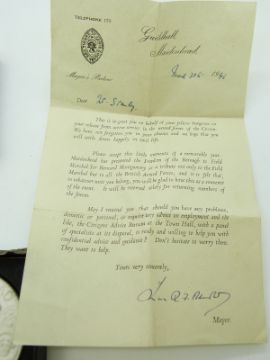 TELEPHONE 173
Guildhall,
Maidenhead.
Mayor's Parlour
1946
Dear
This is to greet you on behalf of your fellow burgesses on
your release from active service in the armed forces of the Crown.
We have not forgotten you in your absence and we hope that you
will settle down happily in civil life.
Please accept this little memento of a memorable year.
Maidenhead has presented the Freedom of the Borough to Field
Marshal Sir Bernard Montgomery as a tribute not only to the Field
Marshal but to all the British Armed Forces, and it is felt that,
to whatever unit you belong, you will be glad to have this as a memento
of the event. It will be reserved solely for returning members of
the forces.
May I remind you that should you have any problems,
domestic or personal, or require any advice on employment and the
like, the Citizens Advice Bureau at the Town Hall, with a panel
of specialists at its disposal, is ready and willing to help you with
confidential advice and guidance? Don't hesitate to worry them.
They want to help.
Yours very sincerely,
Mayor.